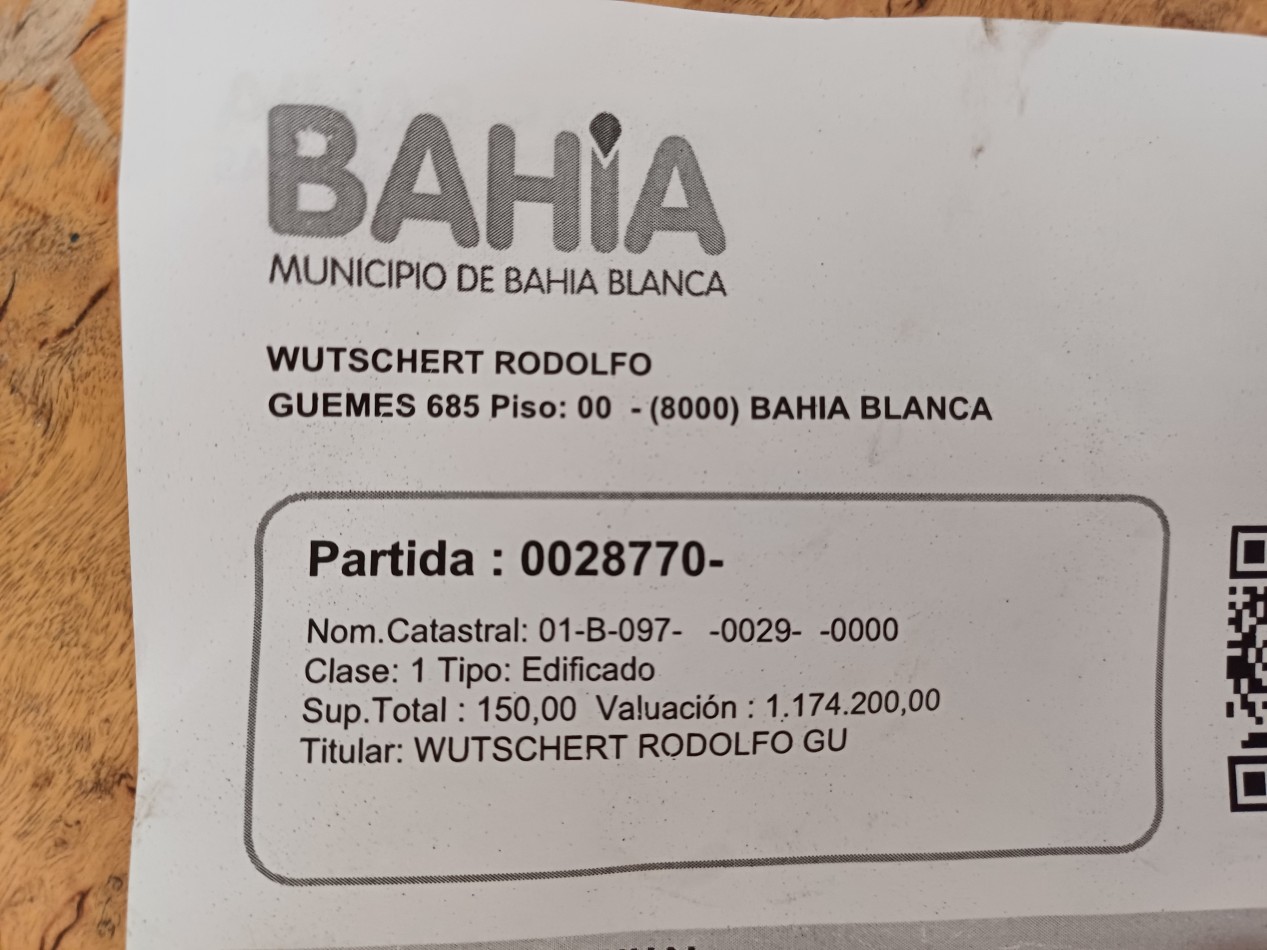 BAHIA
MUNICIPIO DE BAHIA BLANCA
WUTSCHERT RODOLFO
GUEMES 685 Piso: 00 - (8000) BAHIA BLANCA
Partida : 0028770-
Nom.Catastral: 01-B-097- -0029- -0000
Clase: 1 Tipo: Edificado
Sup.Total : 150,00 Valuación : 1.174.200,00
Titular: WUTSCHERT RODOLFO GU